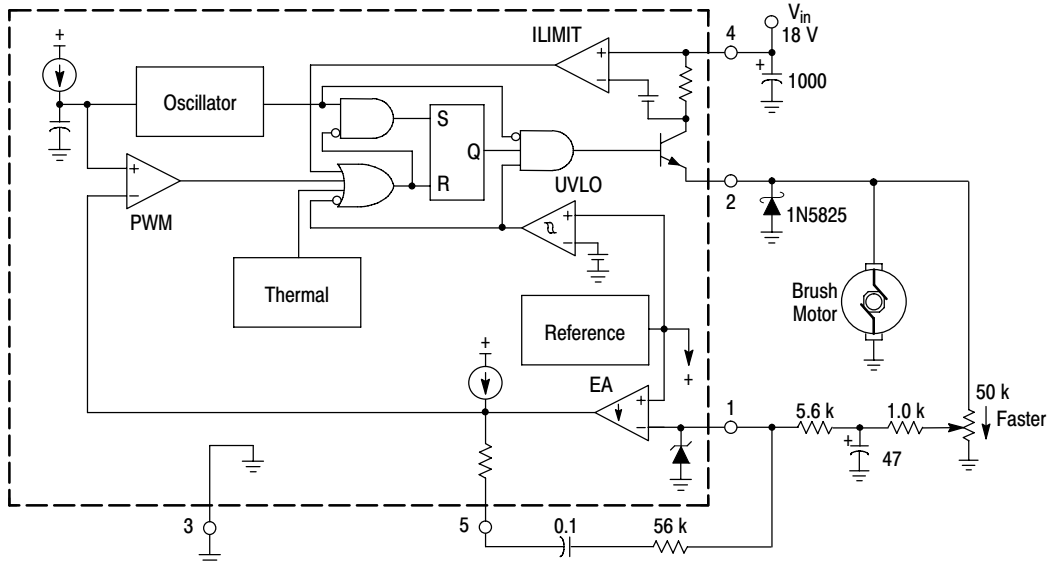 V_in
18 V
4
ILIMIT
+
−
+
+
1000
Oscillator
S
Q
R
+
−
PWM
UVLO
2
1N5825
+
−
Thermal
Brush
Motor
Reference
+
+
EA
+
−
1
5.6 k
1.0 k
50 k
Faster
+
47
3
5
0.1
56 k